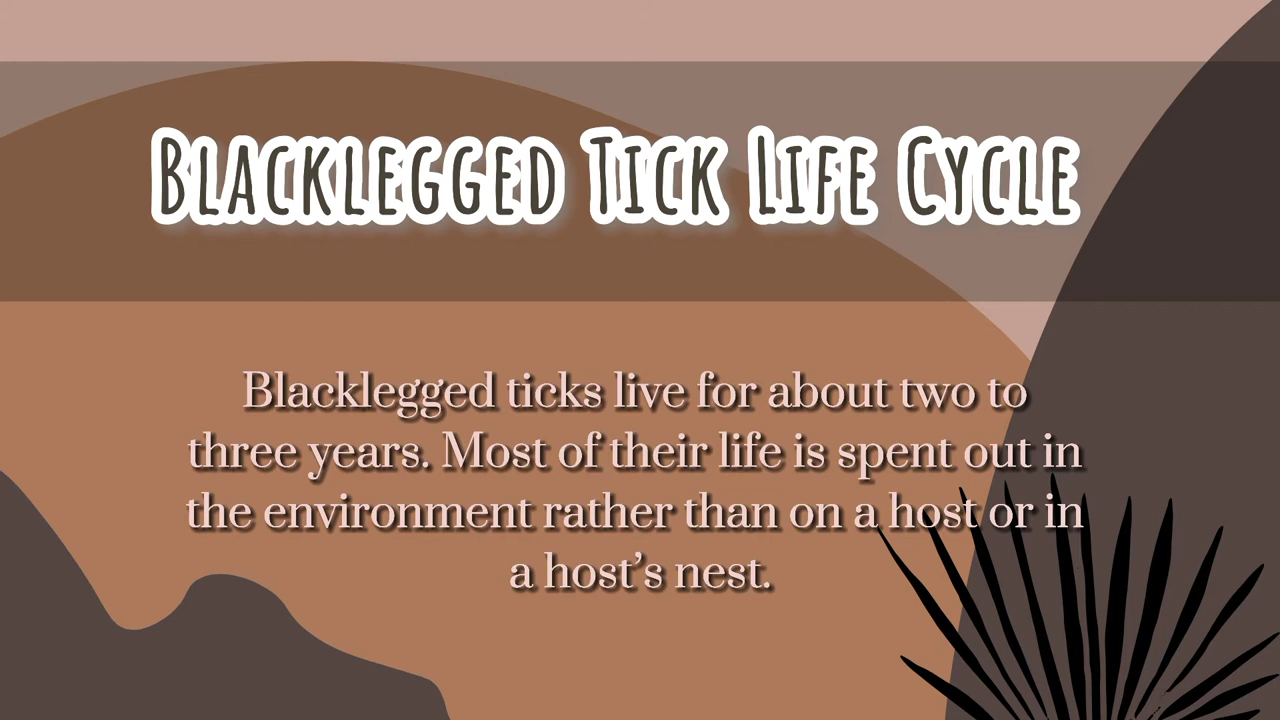 Blacklegged Tick Life Cycle
Blacklegged ticks live for about two to
three years. Most of their life is spent out in
the environment rather than on a host or in
a host’s nest.